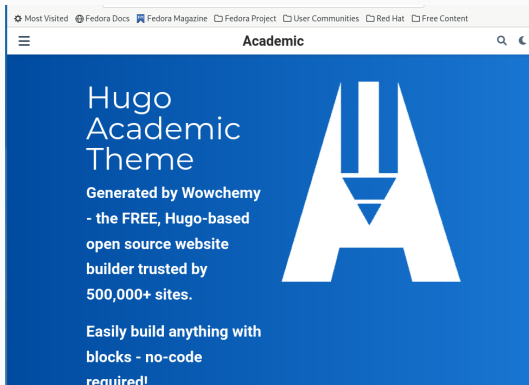 Most Visited Fedora Docs Fedora Magazine Fedora Project User Communities Red Hat Free Content
Academic
Hugo
Academic
Theme
Generated by Wowchemy
- the FREE, Hugo-based
open source website
builder trusted by
500,000+ sites.
Easily build anything with
blocks - no-code
required!